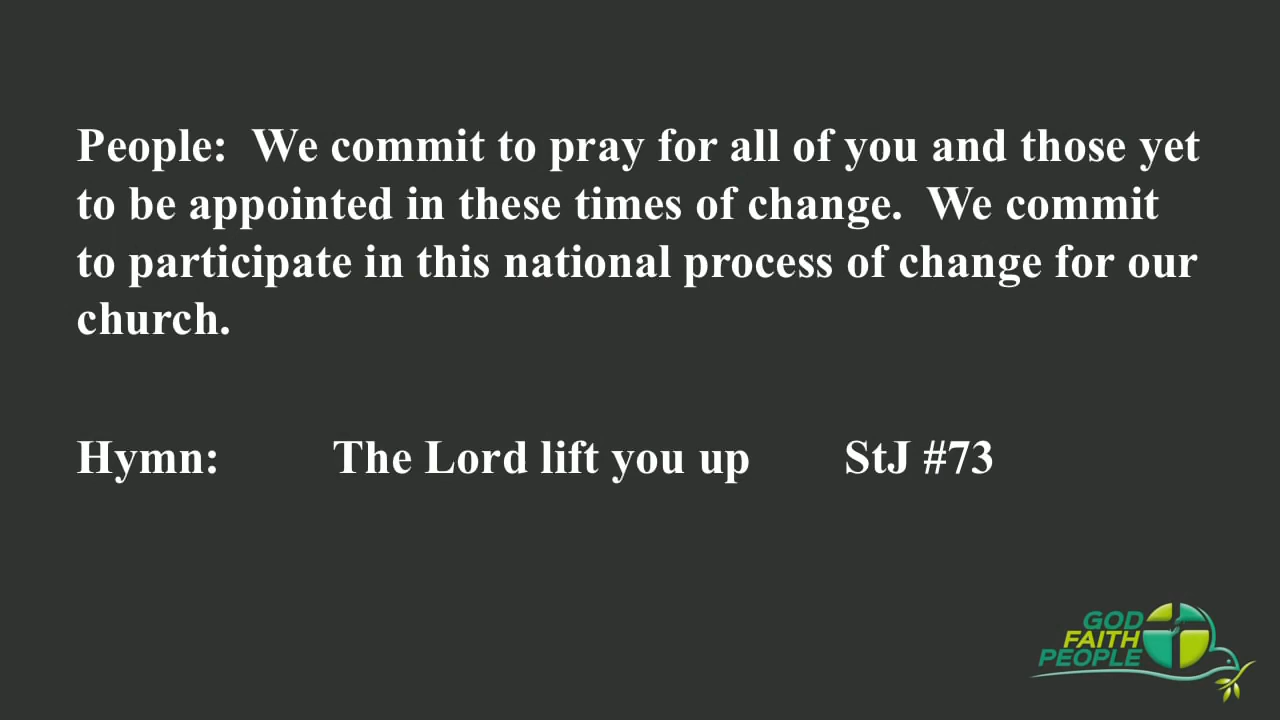 People:  We commit to pray for all of you and those yet
to be appointed in these times of change.  We commit
to participate in this national process of change for our
church.
Hymn: The Lord lift you up StJ #73
GOD
FAITH
PEOPLE